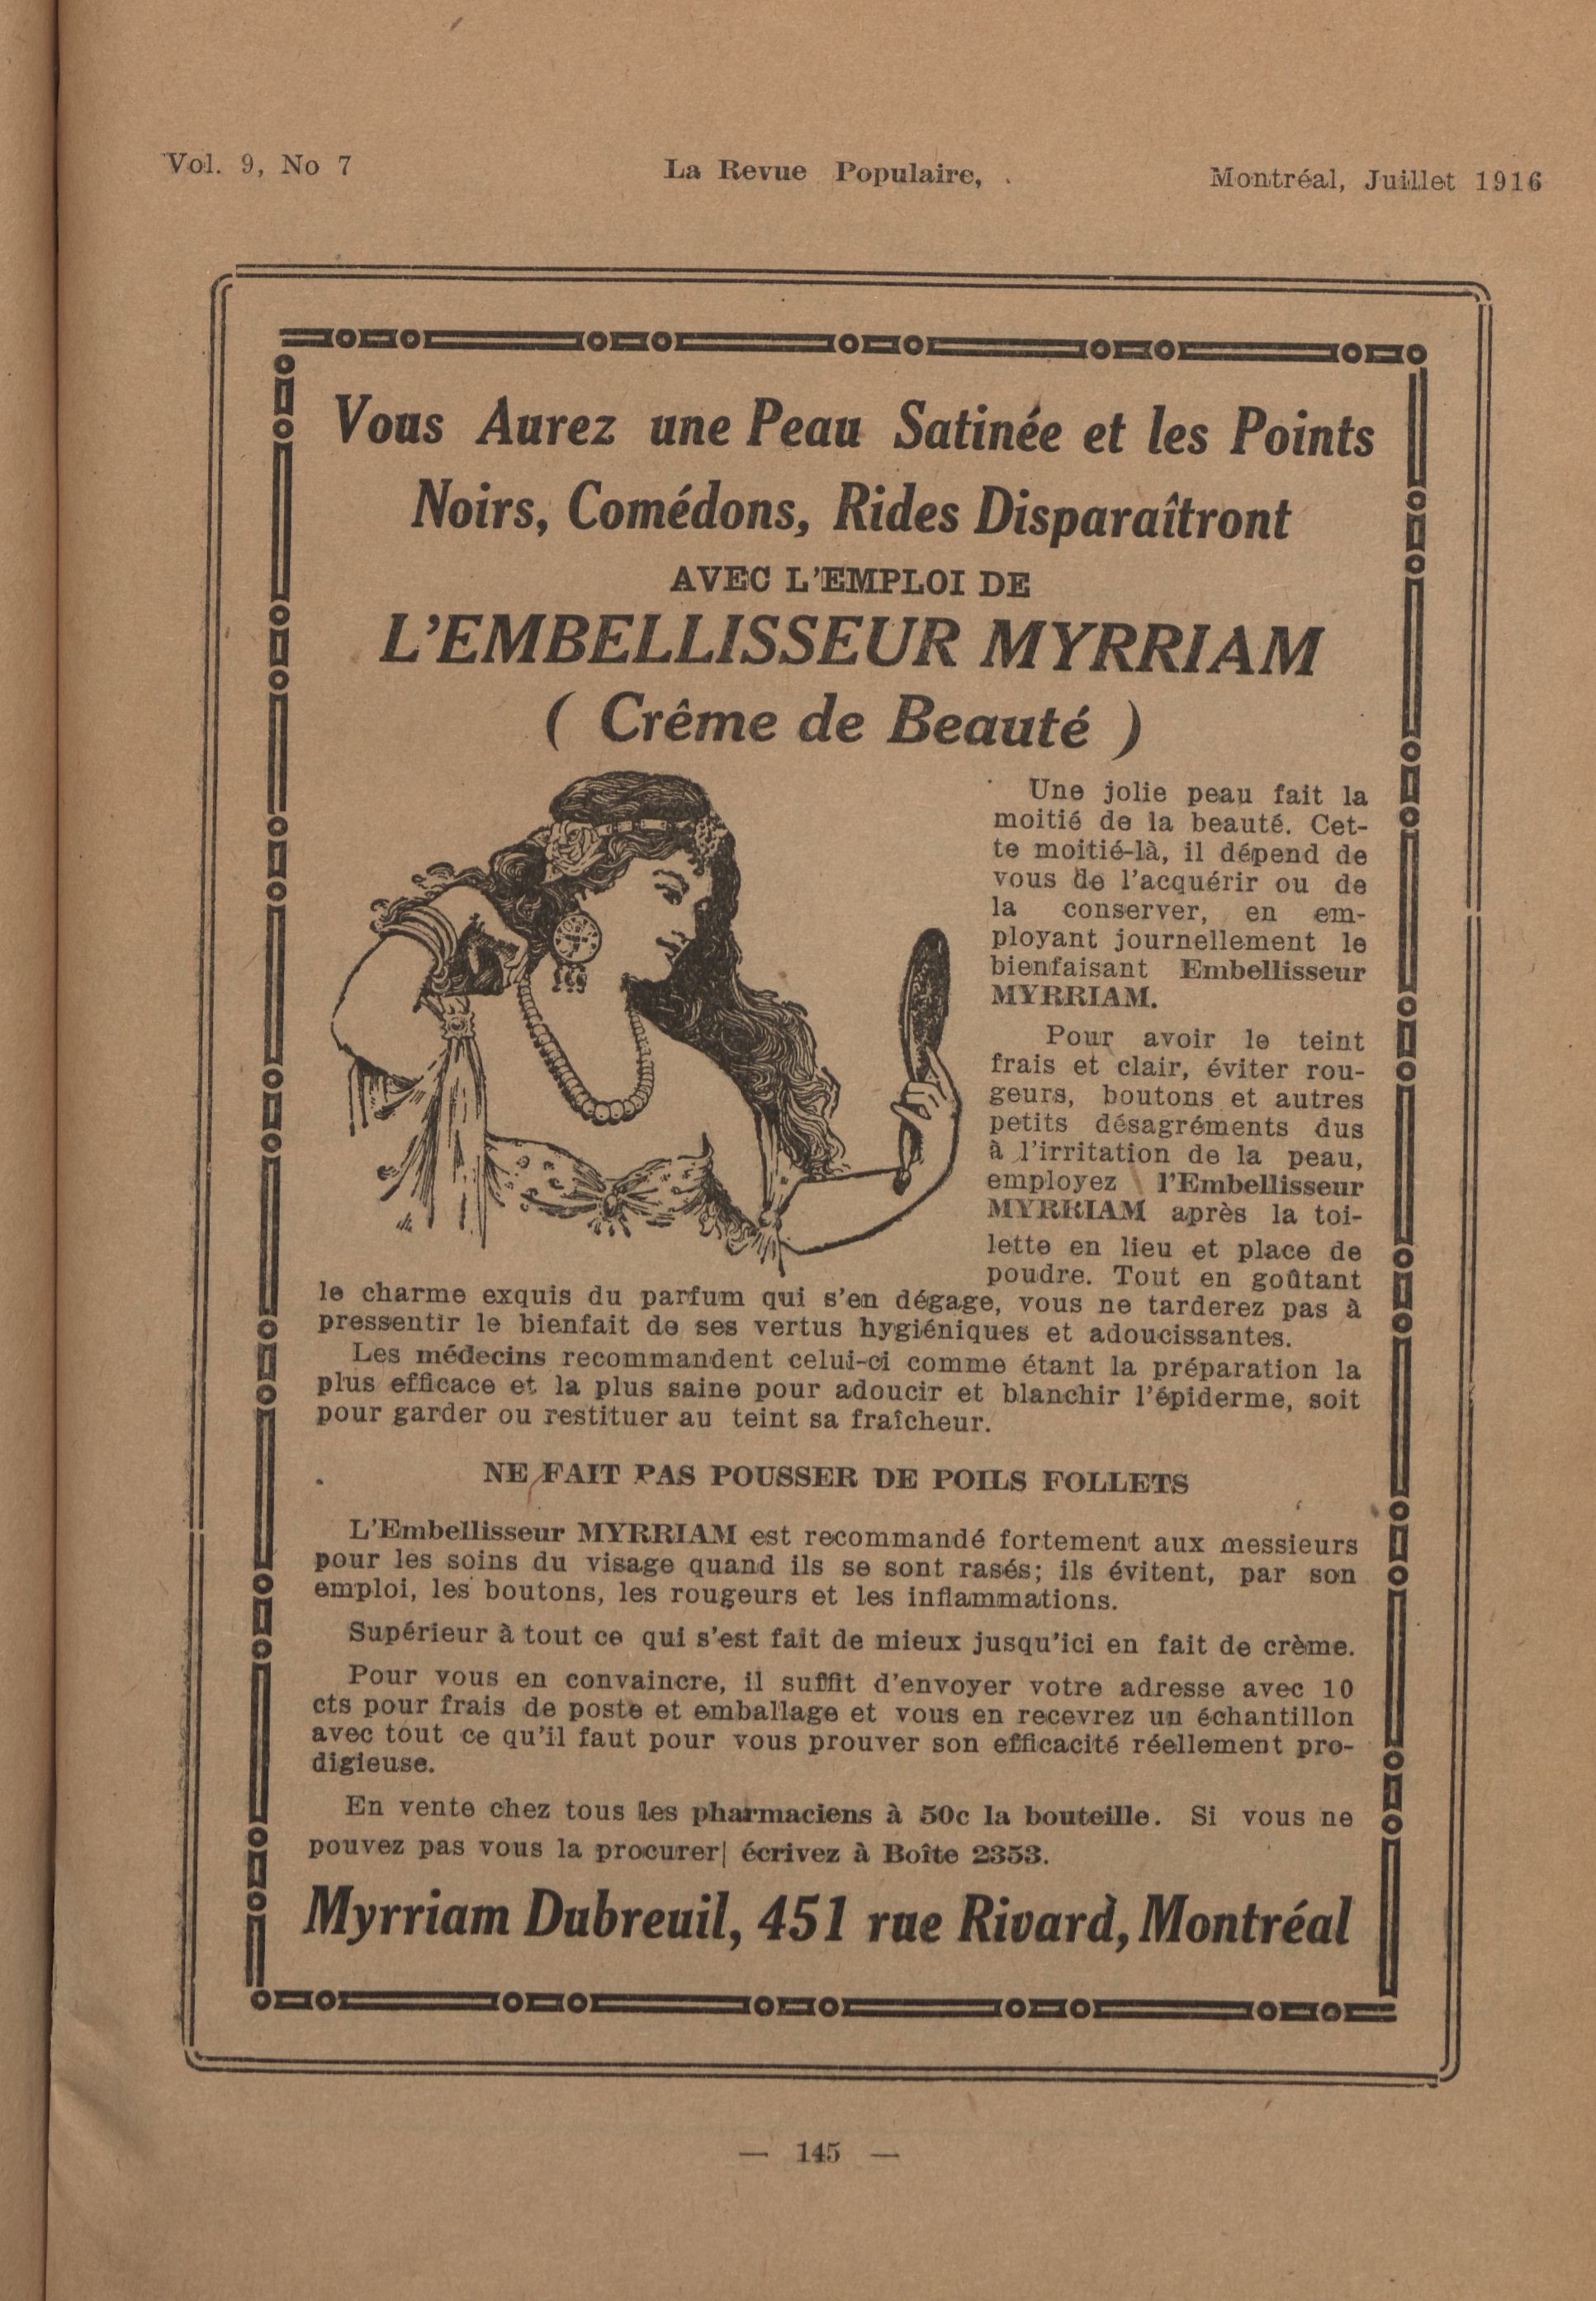 Vol. 9, No 7 La Revue Populaire, Montréal, Juillet 1916
Vous Aurez une Peau Satinée et les Points
Noirs, Comédons, Rides Disparaîtront
AVEC L'EMPLOI DE
L'EMBELLISSEUR MYRRIAM
( Crême de Beauté )
Une jolie peau fait la
moitié de la beauté. Cet-
te moitié-là, il dépend de
vous de l'acquérir ou de
la conserver, en em-
ployant journellement le
bienfaisant Embellisseur
MYRRIAM.
Pour avoir le teint
frais et clair, éviter rou-
geurs, boutons et autres
petits désagréments dus
à l'irritation de la peau,
employez l'Embellisseur
MYRRIAM après la toi-
lette en lieu et place de
poudre. Tout en goûtant
le charme exquis du parfum qui s'en dégage, vous ne tarderez pas à
pressentir le bienfait de ses vertus hygiéniques et adoucissantes.
Les médecins recommandent celui-ci comme étant la préparation la
plus efficace et la plus saine pour adoucir et blanchir l'épiderme, soit
pour garder ou restituer au teint sa fraîcheur.
NE FAIT PAS POUSSER DE POILS FOLLETS
L'Embellisseur MYRRIAM est recommandé fortement aux messieurs
pour les soins du visage quand ils se sont rasés; ils évitent, par son
emploi, les boutons, les rougeurs et les inflammations.
Supérieur à tout ce qui s'est fait de mieux jusqu'ici en fait de crème.
Pour vous en convaincre, il suffit d'envoyer votre adresse avec 10
cts pour frais de poste et emballage et vous en recevrez un échantillon
avec tout ce qu'il faut pour vous prouver son efficacité réellement pro-
digieuse.
En vente chez tous les pharmaciens à 50c la bouteille. Si vous ne
pouvez pas vous la procurer| écrivez à Boîte 2353.
Myrriam Dubreuil, 451 rue Rivard, Montréal
— 145 —